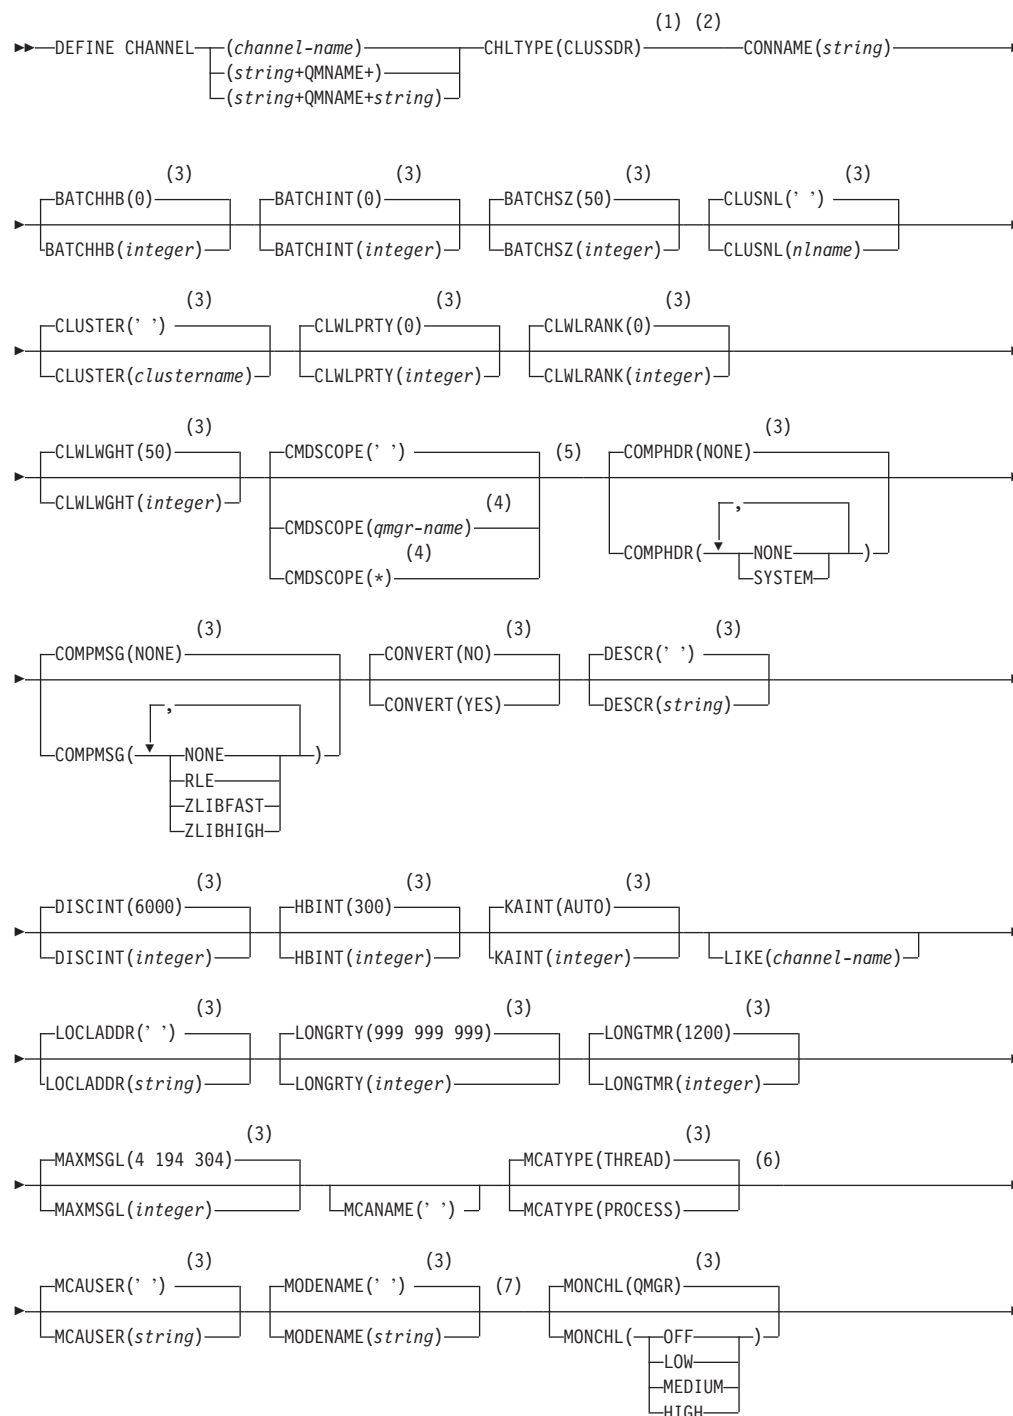 (1) (2)
DEFINE CHANNEL (channel-name) CHLTYPE(CLUSSDR) CONNAME(string)
(string+QMNAME+)
(string+QMNAME+string)
(3) (3) (3) (3)
BATCHHB(0) BATCHINT(0) BATCHSZ(50) CLUSNL(' ')
BATCHHB(integer) BATCHINT(integer) BATCHSZ(integer) CLUSNL(nlname)
(3) (3) (3)
CLUSTER(' ') CLWLPRTY(0) CLWLRANK(0)
CLUSTER(clustername) CLWLPRTY(integer) CLWLRANK(integer)
(3) (3)
CLWLWGHT(50) CMDSCOPE(' ') (5) COMPHDR(NONE)
CLWLWGHT(integer) (4) ,
CMDSCOPE(qmgr-name)
(4) COMPHDR( NONE )
CMDSCOPE(*) SYSTEM
(3) (3) (3)
COMPMSG(NONE) CONVERT(NO) DESCR(' ')
, CONVERT(YES) DESCR(string)
COMPMSG( NONE )
RLE
ZLIBFAST
ZLIBHIGH
(3) (3) (3)
DISCINT(6000) HBINT(300) KAINT(AUTO)
DISCINT(integer) HBINT(integer) KAINT(integer) LIKE(channel-name)
(3) (3) (3)
LOCLADDR(' ') LONGRTY(999 999 999) LONGTMR(1200)
LOCLADDR(string) LONGRTY(integer) LONGTMR(integer)
(3) (3)
MAXMSGL(4 194 304) MCATYPE(THREAD) (6)
MAXMSGL(integer) MCANAME(' ') MCATYPE(PROCESS)
(3) (3) (3)
MCAUSER(' ') MODENAME(' ') (7) MONCHL(QMGR)
MCAUSER(string) MODENAME(string) MONCHL( OFF )
LOW
MEDIUM
HIGH